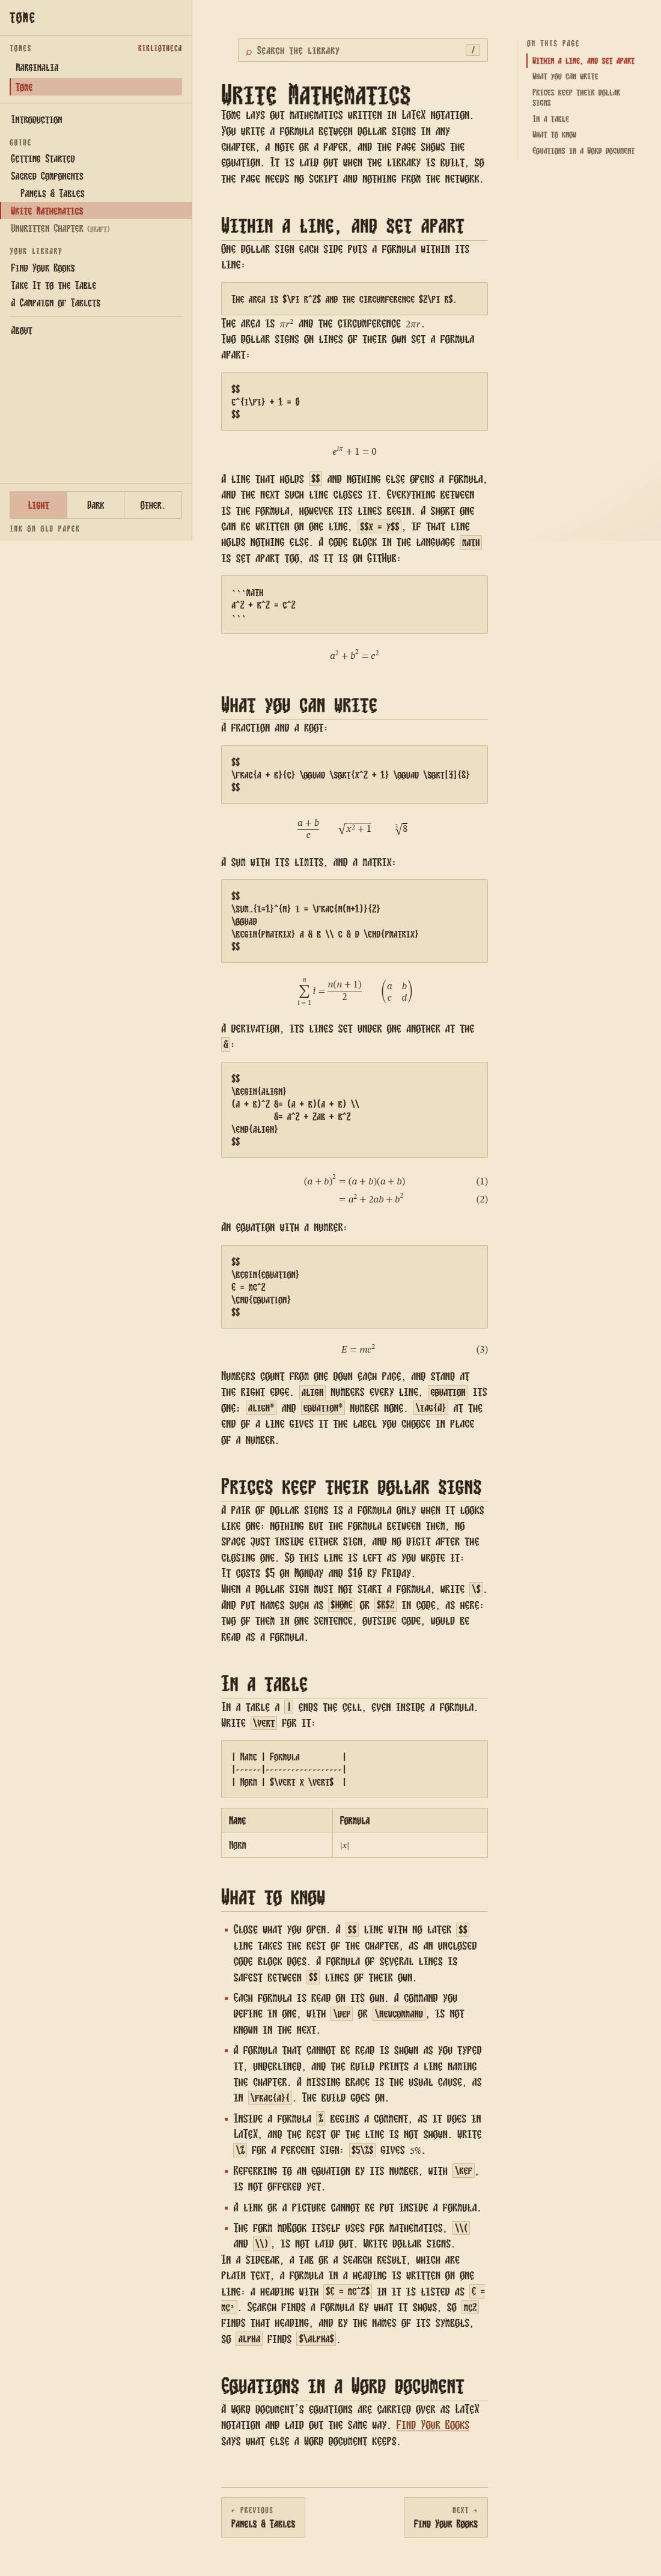 Tome
Tomes
Bibliotheca
Marginalia
Tome
Introduction
Guide
Getting Started
Sacred Components
Panels & Tables
Write Mathematics
Unwritten Chapter (draft)
Your Library
Find Your Books
Take It to the Table
A Campaign of Tablets
About
Light
Dark
Other.
Ink on old paper
Search the library
/
Write Mathematics
Tome lays out mathematics written in LaTeX notation.
You write a formula between dollar signs in any
chapter, a note or a paper, and the page shows the
equation. It is laid out when the library is built, so
the page needs no script and nothing from the network.
Within a line, and set apart
One dollar sign each side puts a formula within its
line:
The area is $\pi r^2$ and the circumference $2\pi r$.
The area is πr² and the circumference 2πr.
Two dollar signs on lines of their own set a formula
apart:
$$
e^{i\pi} + 1 = 0
$$
e^{iπ} + 1 = 0
A line that holds $$ and nothing else opens a formula,
and the next such line closes it. Everything between
is the formula, however its lines begin. A short one
can be written on one line, $$x = y$$, if that line
holds nothing else. A code block in the language math
is set apart too, as it is on GitHub:
```math
a^2 + b^2 = c^2
```
a² + b² = c²
What you can write
A fraction and a root:
$$
\frac{a + b}{c} \qquad \sqrt{x^2 + 1} \qquad \sqrt[3]{8}
$$
(a + b)/c √(x² + 1) ∛8
A sum with its limits, and a matrix:
$$
\sum_{i=1}^{n} i = \frac{n(n+1)}{2}
\qquad
\begin{pmatrix} a & b \\ c & d \end{pmatrix}
$$
n
∑ i = n(n + 1)/2 (a b
i = 1 c d)
A derivation, its lines set under one another at the
&:
$$
\begin{align}
(a + b)^2 &= (a + b)(a + b) \\
&= a^2 + 2ab + b^2
\end{align}
$$
(a + b)² = (a + b)(a + b) (1)
= a² + 2ab + b² (2)
An equation with a number:
$$
\begin{equation}
E = mc^2
\end{equation}
$$
E = mc² (3)
Numbers count from one down each page, and stand at
the right edge. align numbers every line, equation its
one; align* and equation* number none. \tag{A} at the
end of a line gives it the label you choose in place
of a number.
Prices keep their dollar signs
A pair of dollar signs is a formula only when it looks
like one: nothing but the formula between them, no
space just inside either sign, and no digit after the
closing one. So this line is left as you wrote it:
It costs $5 on Monday and $10 by Friday.
When a dollar sign must not start a formula, write \$.
And put names such as $HOME or $B$2 in code, as here:
two of them in one sentence, outside code, would be
read as a formula.
In a table
In a table a | ends the cell, even inside a formula.
Write \vert for it:
| Name | Formula |
|------|------------------|
| Norm | $\vert x \vert$ |
Name Formula
Norm |x|
What to know
Close what you open. A $$ line with no later $$
line takes the rest of the chapter, as an unclosed
code block does. A formula of several lines is
safest between $$ lines of their own.
Each formula is read on its own. A command you
define in one, with \def or \newcommand, is not
known in the next.
A formula that cannot be read is shown as you typed
it, underlined, and the build prints a line naming
the chapter. A missing brace is the usual cause, as
in \frac{a}{. The build goes on.
Inside a formula % begins a comment, as it does in
LaTeX, and the rest of the line is not shown. Write
\% for a percent sign: $5\%$ gives 5%.
Referring to an equation by its number, with \ref,
is not offered yet.
A link or a picture cannot be put inside a formula.
The form mdBook itself uses for mathematics, \\(
and \\), is not laid out. Write dollar signs.
In a sidebar, a tab or a search result, which are
plain text, a formula in a heading is written on one
line: a heading with $E = mc^2$ in it is listed as E =
mc². Search finds a formula by what it shows, so mc2
finds that heading, and by the names of its symbols,
so alpha finds $\alpha$.
Equations in a Word document
A Word document's equations are carried over as LaTeX
notation and laid out the same way. Find Your Books
says what else a Word document keeps.
← Previous
Panels & Tables
Next →
Find Your Books
On this page
Within a line, and set apart
What you can write
Prices keep their dollar
signs
In a table
What to know
Equations in a Word document